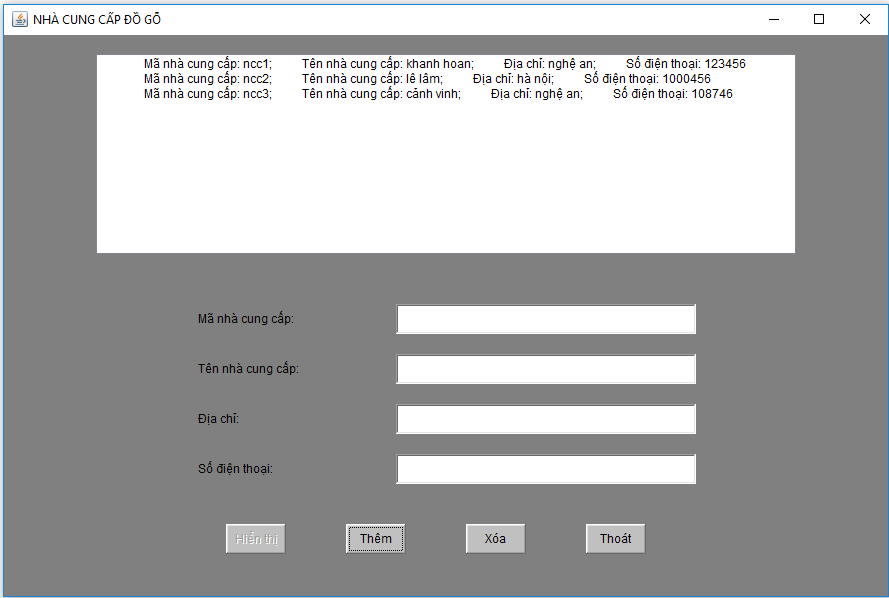 NHÀ CUNG CẤP ĐỒ GỖ
Mã nhà cung cấp: ncc1; Tên nhà cung cấp: khanh hoan; Địa chỉ: nghệ an; Số điện thoại: 123456
Mã nhà cung cấp: ncc2; Tên nhà cung cấp: lê lâm; Địa chỉ: hà nội; Số điện thoại: 1000456
Mã nhà cung cấp: ncc3; Tên nhà cung cấp: cảnh vinh; Địa chỉ: nghệ an; Số điện thoại: 108746
Mã nhà cung cấp:
Tên nhà cung cấp:
Địa chỉ:
Số điện thoại:
Hiển thị Thêm Xóa Thoát